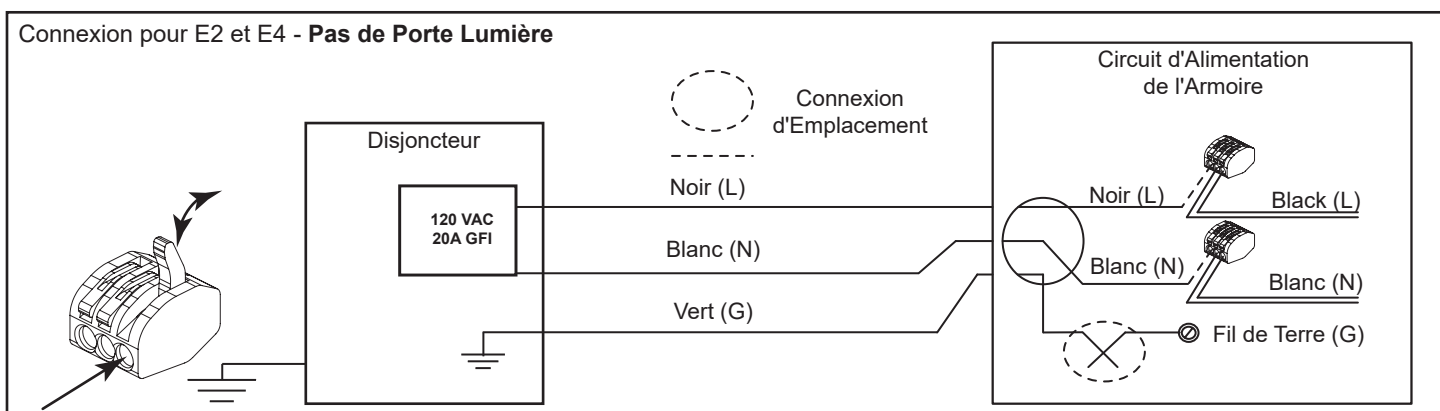 Connexion pour E2 et E4 - Pas de Porte Lumière
Disjoncteur
120 VAC
20A GFI
Connexion
d'Emplacement
Noir (L)
Blanc (N)
Vert (G)
Circuit d'Alimentation
de l'Armoire
Noir (L)
Black (L)
Blanc (N)
Blanc (N)
Fil de Terre (G)